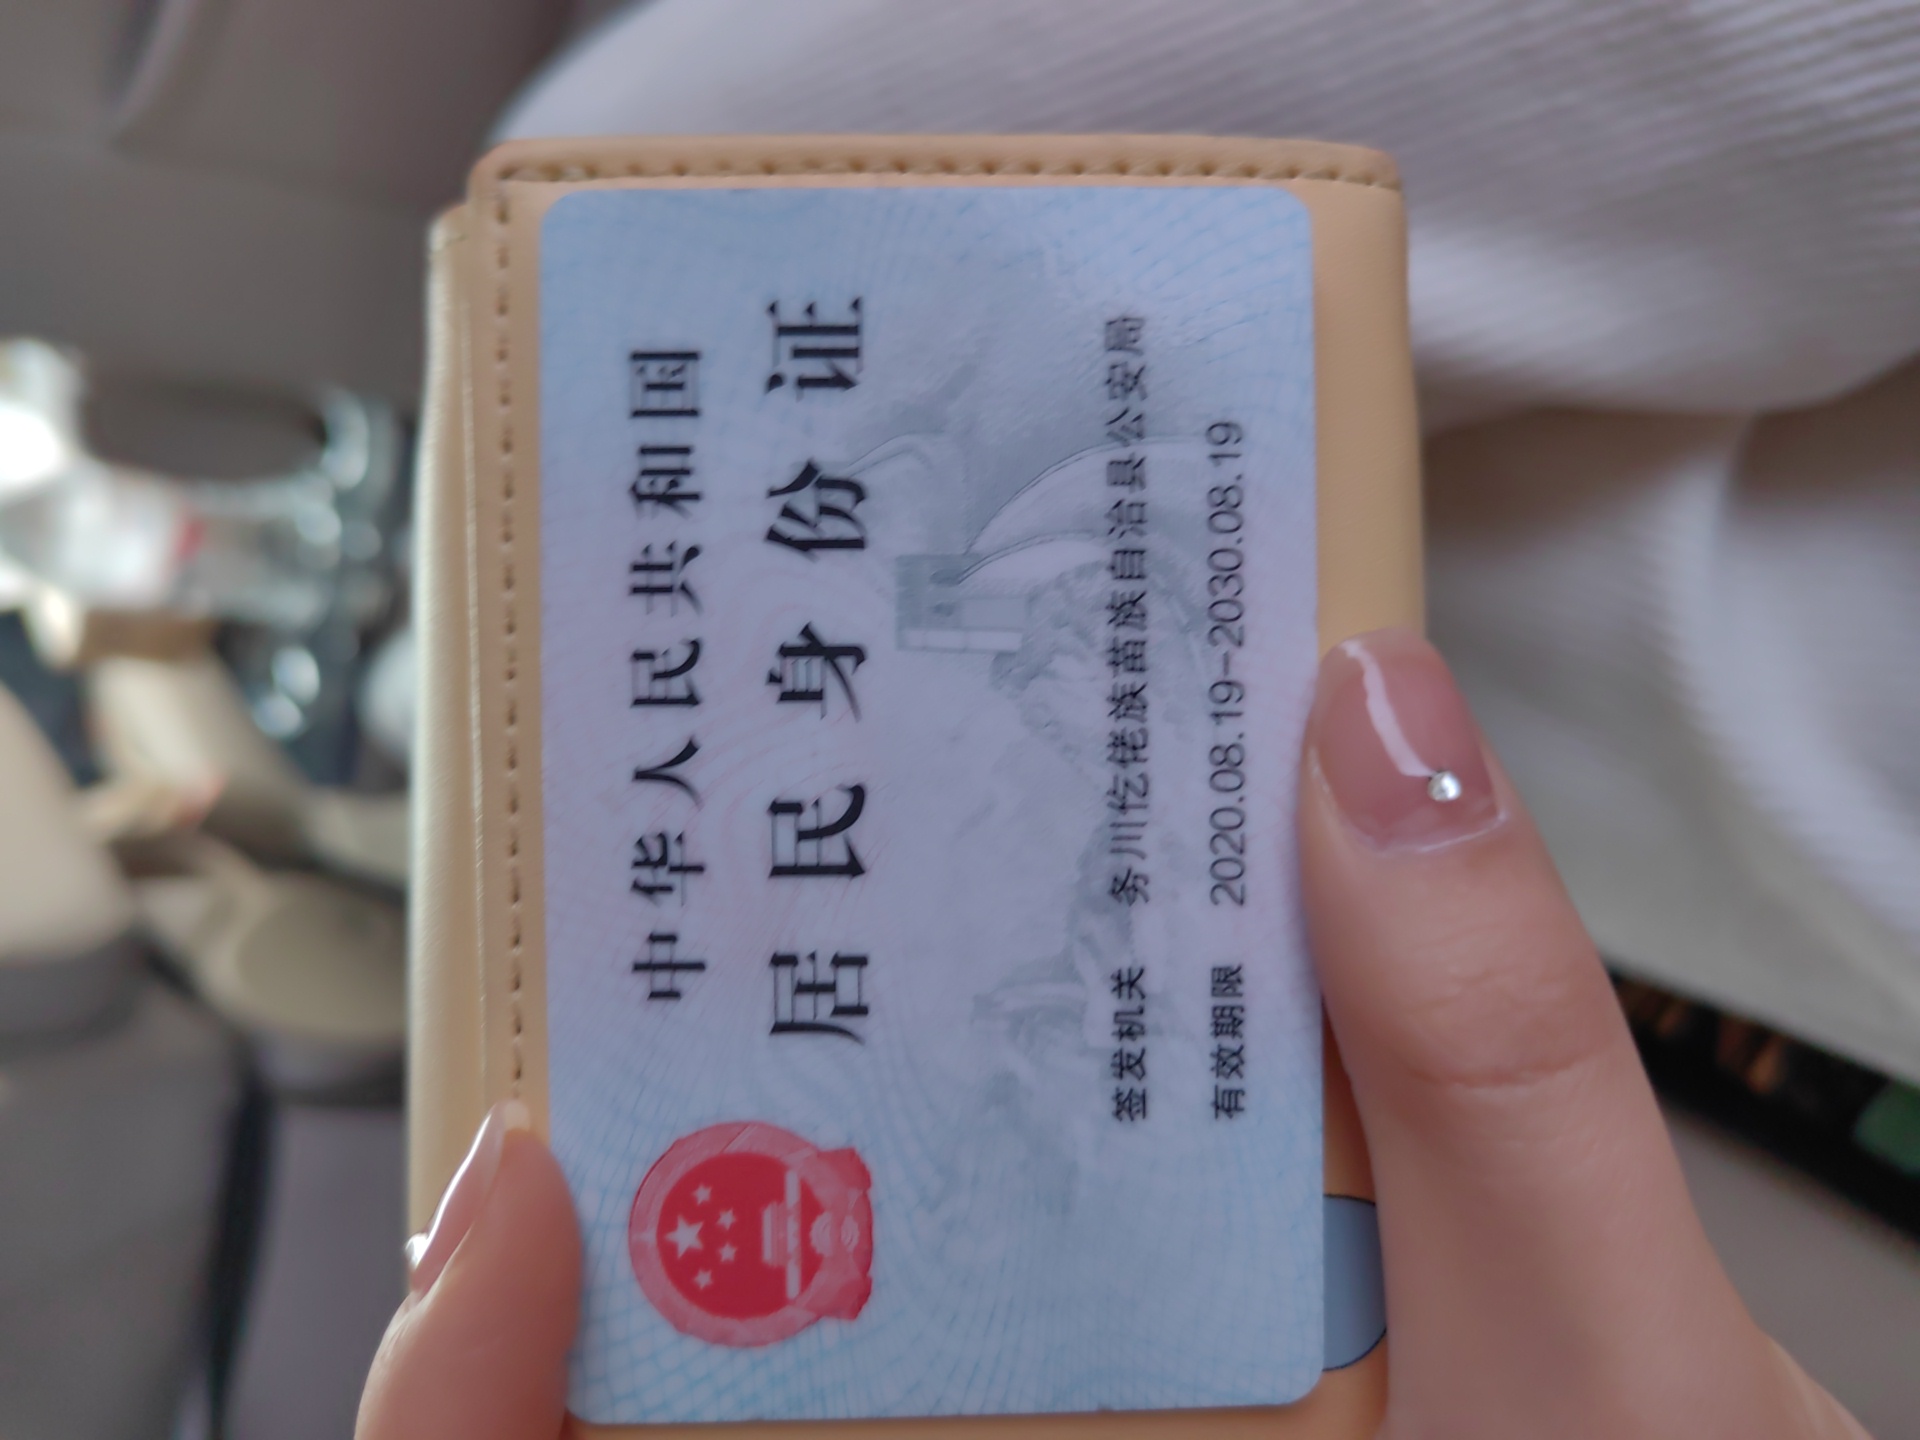 中华人民共和国
居民身份证
签发机关 务川仡佬族苗族自治县公安局
有效期限 2020.08.19-2030.08.19